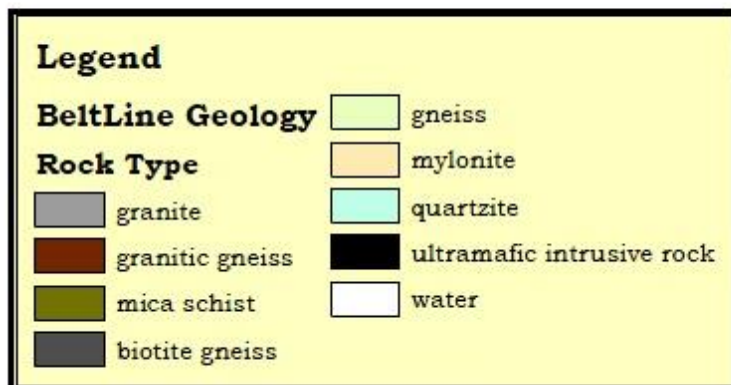 Legend
BeltLine Geology
Rock Type
granite
granitic gneiss
mica schist
biotite gneiss
gneiss
mylonite
quartzite
ultramafic intrusive rock
water